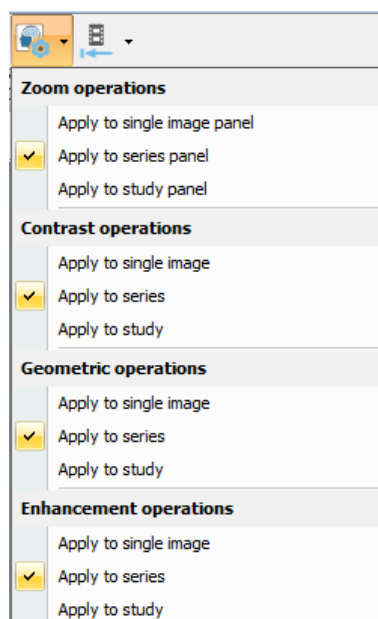 Zoom operations
Apply to single image panel
Apply to series panel
Apply to study panel
Contrast operations
Apply to single image
Apply to series
Apply to study
Geometric operations
Apply to single image
Apply to series
Apply to study
Enhancement operations
Apply to single image
Apply to series
Apply to study